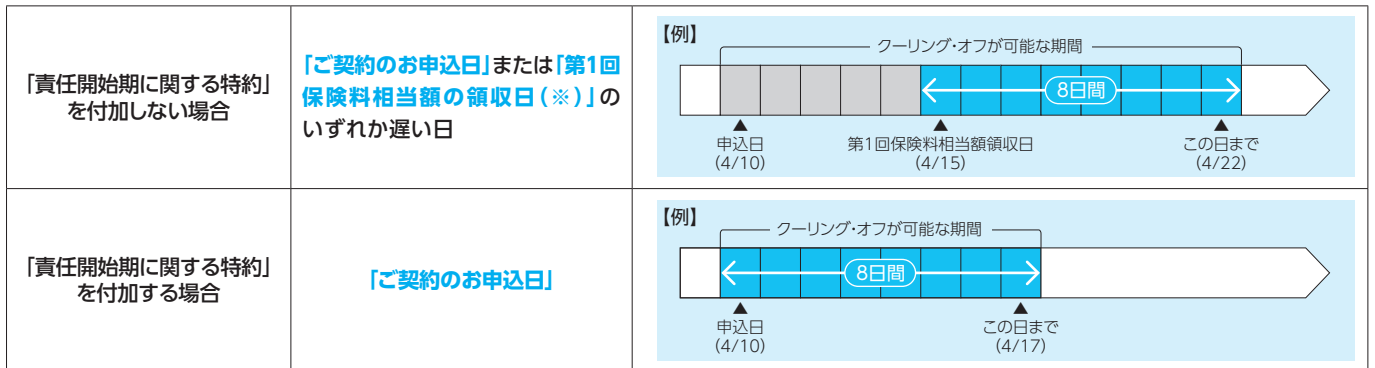 「責任開始期に関する特約」
を付加しない場合
「ご契約のお申込日」または「第1回
保険料相当額の領収日(※)」の
いずれか遅い日
【例】
クーリング・オフが可能な期間
8日間
申込日
(4/10)
第1回保険料相当額領収日
(4/15)
この日まで
(4/22)
「責任開始期に関する特約」
を付加する場合
「ご契約のお申込日」
【例】
クーリング・オフが可能な期間
8日間
申込日
(4/10)
この日まで
(4/17)